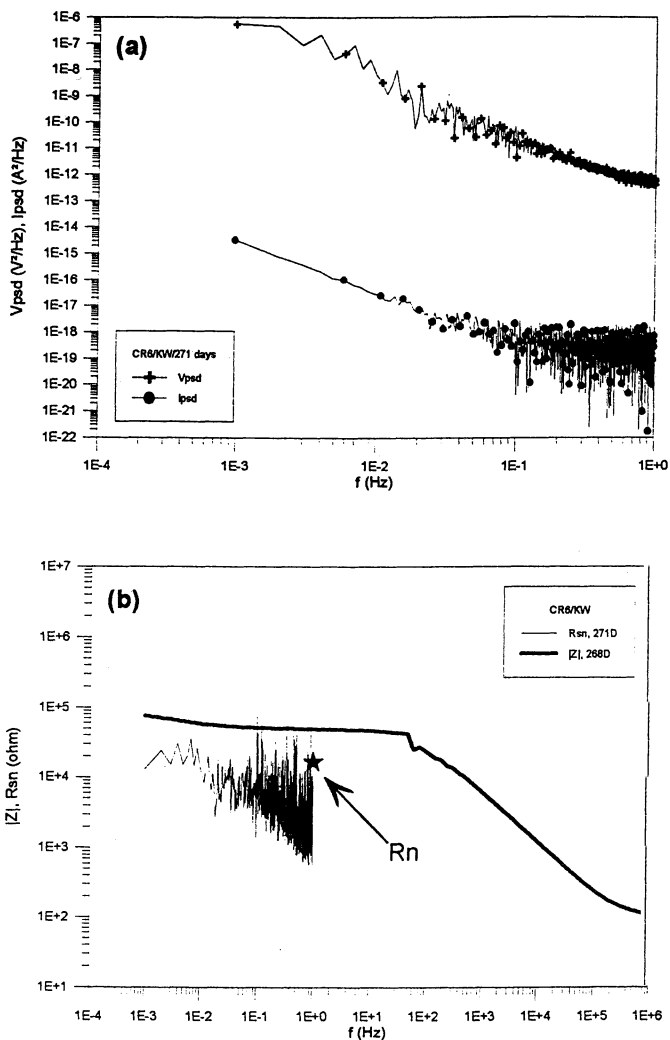 1E-6
(a)
1E-7
1E-8
1E-9
1E-10
1E-11
1E-12
1E-13
1E-14
1E-15
1E-16
1E-17
1E-18
1E-19
1E-20
1E-21
1E-22
Vpsd (V²/Hz), Ipsd (A²/Hz)
CR6/KW/271 days
Vpsd
Ipsd
1E-4 1E-3 1E-2 1E-1 1E+0
f (Hz)
1E+7
(b)
1E+6
1E+5
1E+4
1E+3
1E+2
1E+1
|Z|, Rsn (ohm)
CR6/KW
Rsn, 271D
|Z|, 268D
Rn
1E-4 1E-3 1E-2 1E-1 1E+0 1E+1 1E+2 1E+3 1E+4 1E+5 1E+6
f (Hz)